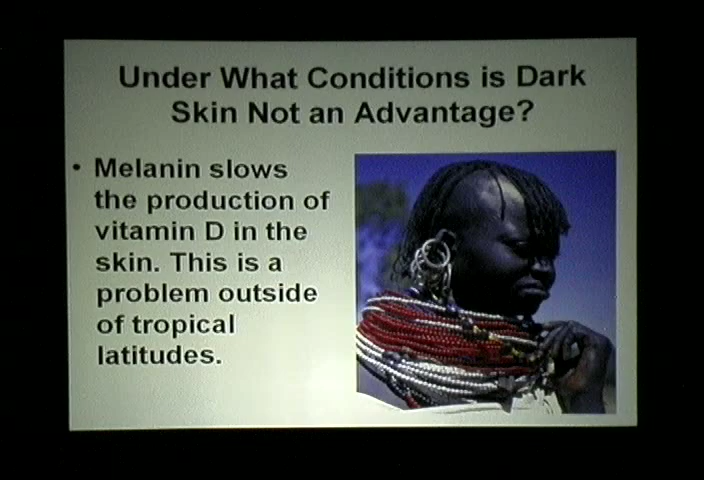 Under What Conditions is Dark
Skin Not an Advantage?
• Melanin slows
the production of
vitamin D in the
skin. This is a
problem outside
of tropical
latitudes.